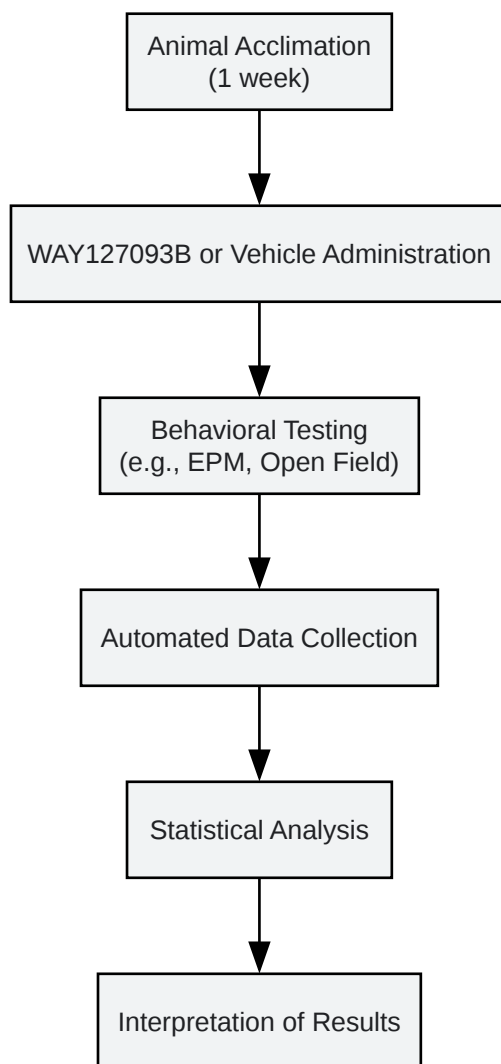 Animal Acclimation
(1 week)
WAY127093B or Vehicle Administration
Behavioral Testing
(e.g., EPM, Open Field)
Automated Data Collection
Statistical Analysis
Interpretation of Results